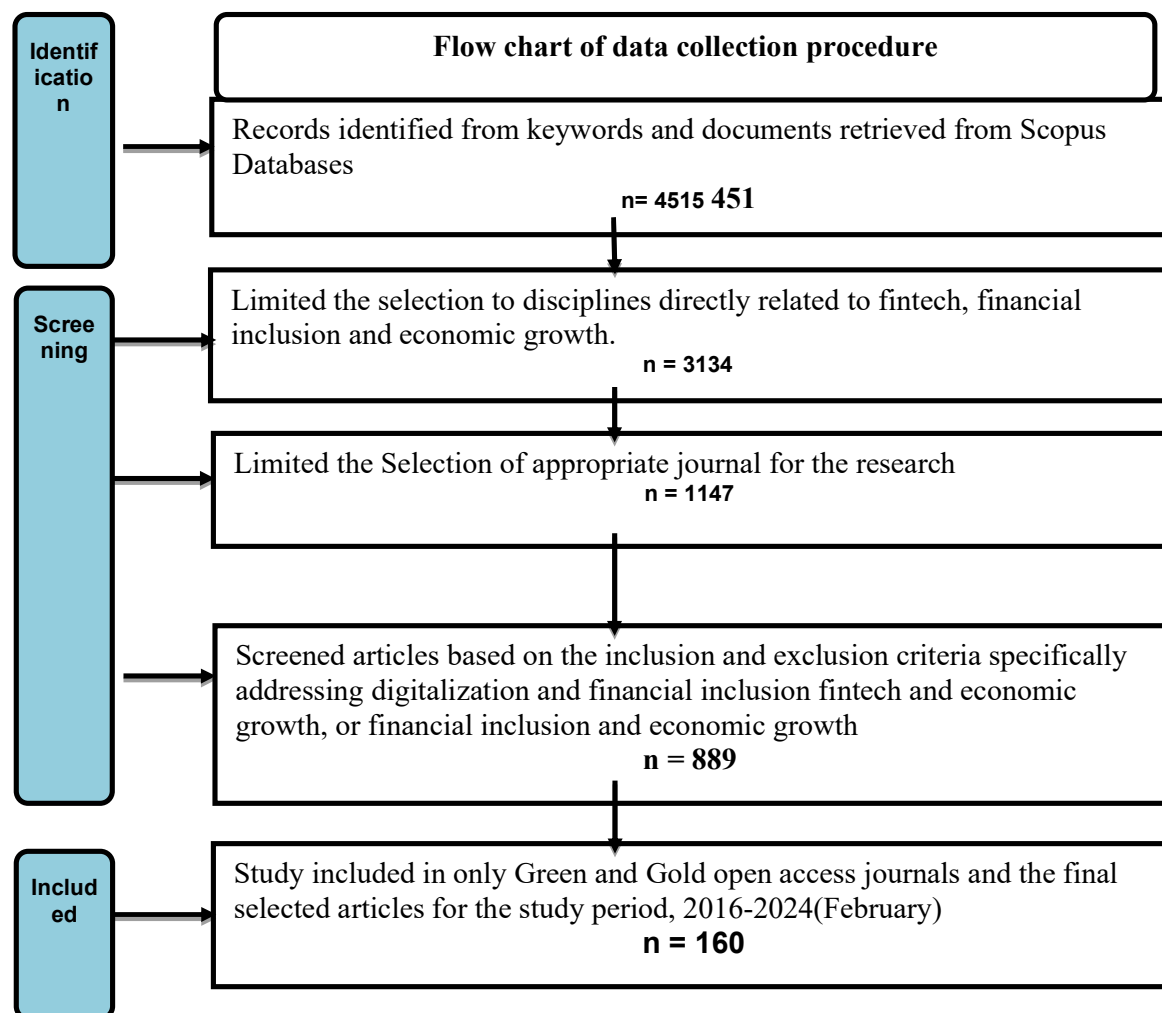 Identif
icatio
n
Flow chart of data collection procedure
Records identified from keywords and documents retrieved from Scopus
Databases
n= 4515 451
Scree
ning
Limited the selection to disciplines directly related to fintech, financial
inclusion and economic growth.
n = 3134
Limited the Selection of appropriate journal for the research
n = 1147
Screened articles based on the inclusion and exclusion criteria specifically
addressing digitalization and financial inclusion fintech and economic
growth, or financial inclusion and economic growth
n = 889
Includ
ed
Study included in only Green and Gold open access journals and the final
selected articles for the study period, 2016-2024(February)
n = 160